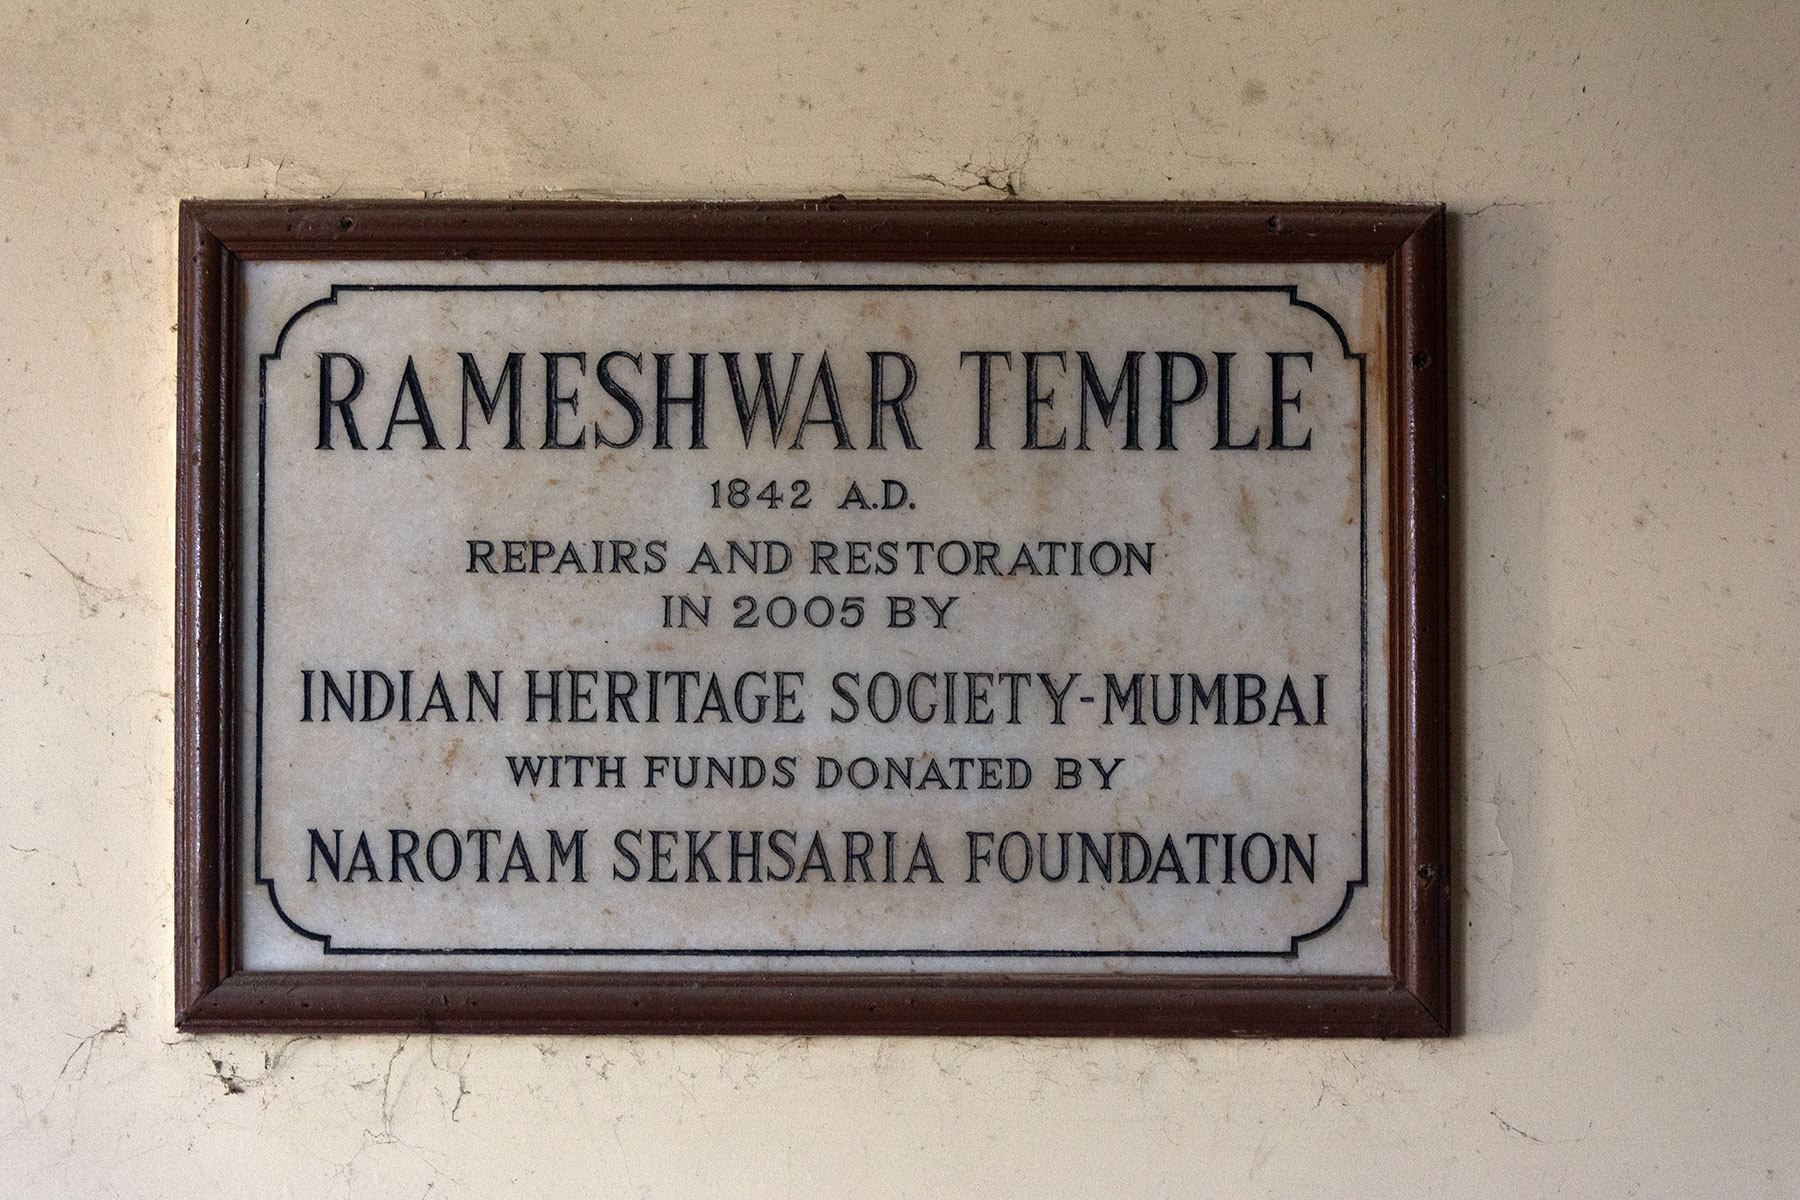 RAMESHWAR TEMPLE
1842 A.D.
REPAIRS AND RESTORATION
IN 2005 BY
INDIAN HERITAGE SOCIETY-MUMBAI
WITH FUNDS DONATED BY
NAROTAM SEKHSARIA FOUNDATION